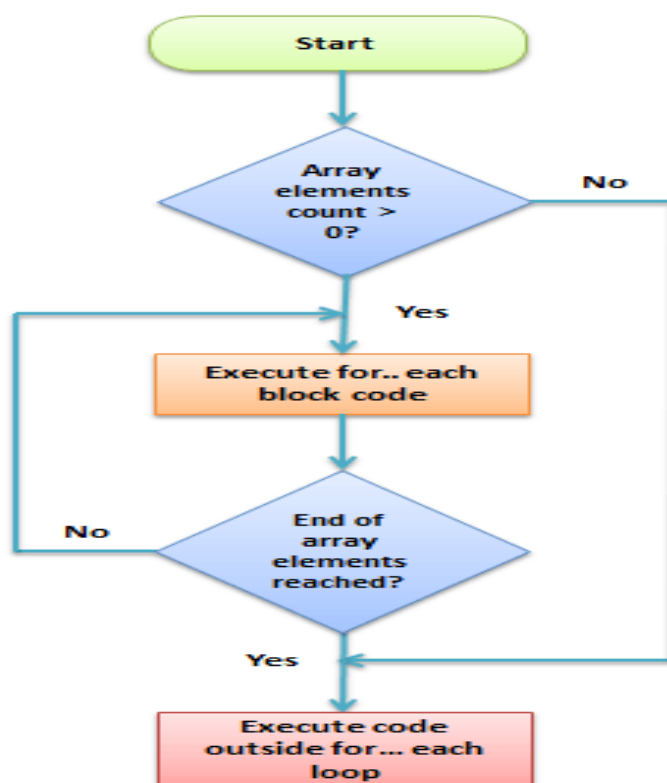 Start
Array
elements
count >
0?
No
Yes
Execute for.. each
block code
End of
array
elements
reached?
No
Yes
Execute code
outside for... each
loop